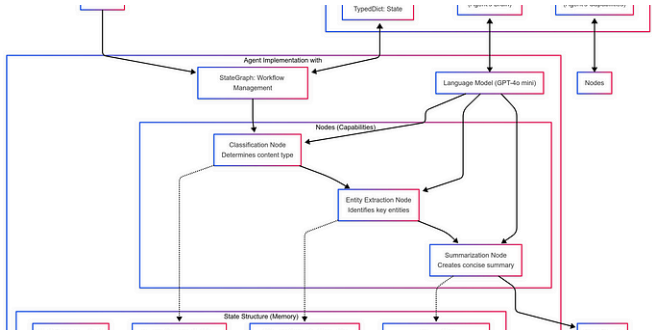 TypedDict: State
Agent Implementation with
StateGraph: Workflow
Management
Language Model (GPT-4o mini)
Nodes
Nodes (Capabilities)
Classification Node
Determines content type
Entity Extraction Node
Identifies key entities
Summarization Node
Creates concise summary
State Structure (Memory)